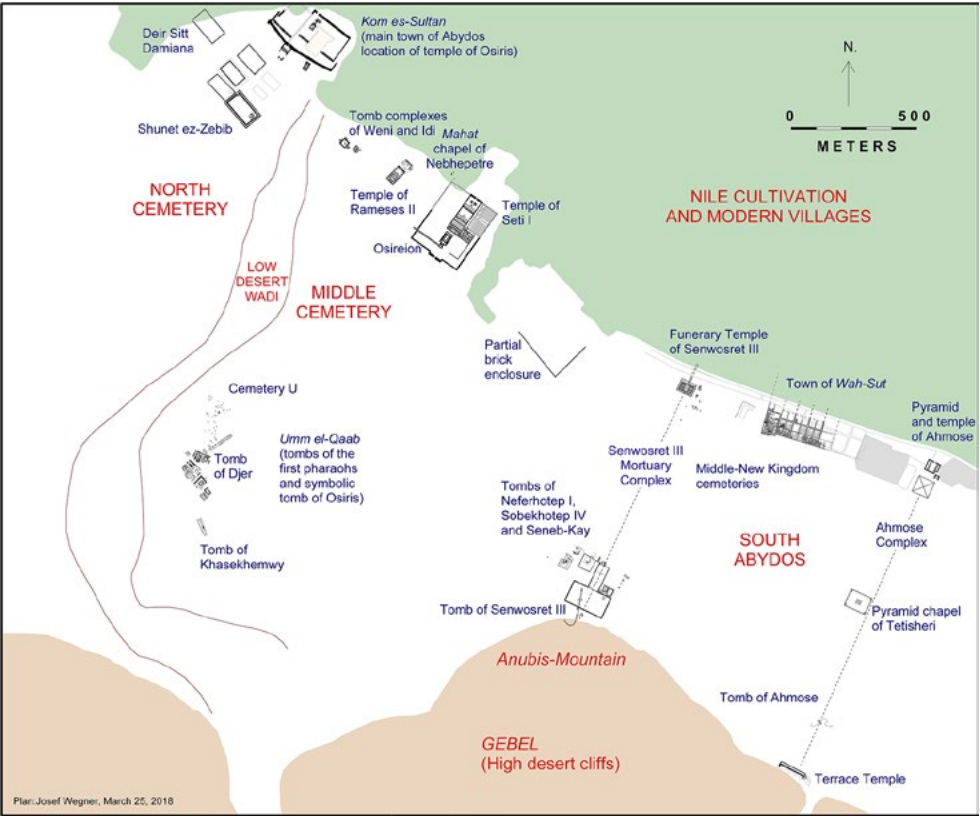 Deir Sitt
Damiana
Kom es-Sultan
(main town of Abydos
location of temple of Osiris)
N.
0 500
METERS
Shunet ez-Zebib
Tomb complexes
of Weni and Idi
Mahat
chapel of
Nebhepetre
NORTH
CEMETERY
Temple of
Rameses II
Temple of
Seti I
NILE CULTIVATION
AND MODERN VILLAGES
Osireion
LOW
DESERT
WADI
MIDDLE
CEMETERY
Partial
brick
enclosure
Funerary Temple
of Senwosret III
Town of Wah-Sut
Cemetery U
Pyramid
and temple
of Ahmose
Umm el-Qaab
(tombs of the
first pharaohs
and symbolic
tomb of Osiris)
Tomb
of Djer
Senwosret III
Mortuary
Complex
Middle-New Kingdom
cemeteries
Tombs of
Neferhotep I,
Sobekhotep IV
and Seneb-Kay
SOUTH
ABYDOS
Ahmose
Complex
Tomb of
Khasekhemwy
Tomb of Senwosret III
Pyramid chapel
of Tetisheri
Anubis-Mountain
Tomb of Ahmose
GEBEL
(High desert cliffs)
Terrace Temple
Plan:Josef Wegner, March 25, 2018